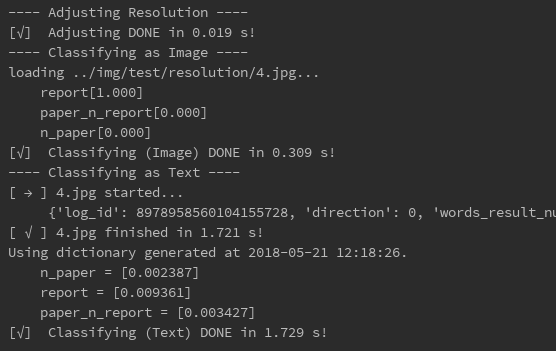 ---- Adjusting Resolution ----
[√]  Adjusting DONE in 0.019 s!
---- Classifying as Image ----
loading ../img/test/resolution/4.jpg...
    report[1.000]
    paper_n_report[0.000]
    n_paper[0.000]
[√]  Classifying (Image) DONE in 0.309 s!
---- Classifying as Text ----
[ → ] 4.jpg started...
     {'log_id': 8978958560104155728, 'direction': 0, 'words_result_nu
[ √ ] 4.jpg finished in 1.721 s!
Using dictionary generated at 2018-05-21 12:18:26.
    n_paper = [0.002387]
    report = [0.009361]
    paper_n_report = [0.003427]
[√]  Classifying (Text) DONE in 1.729 s!